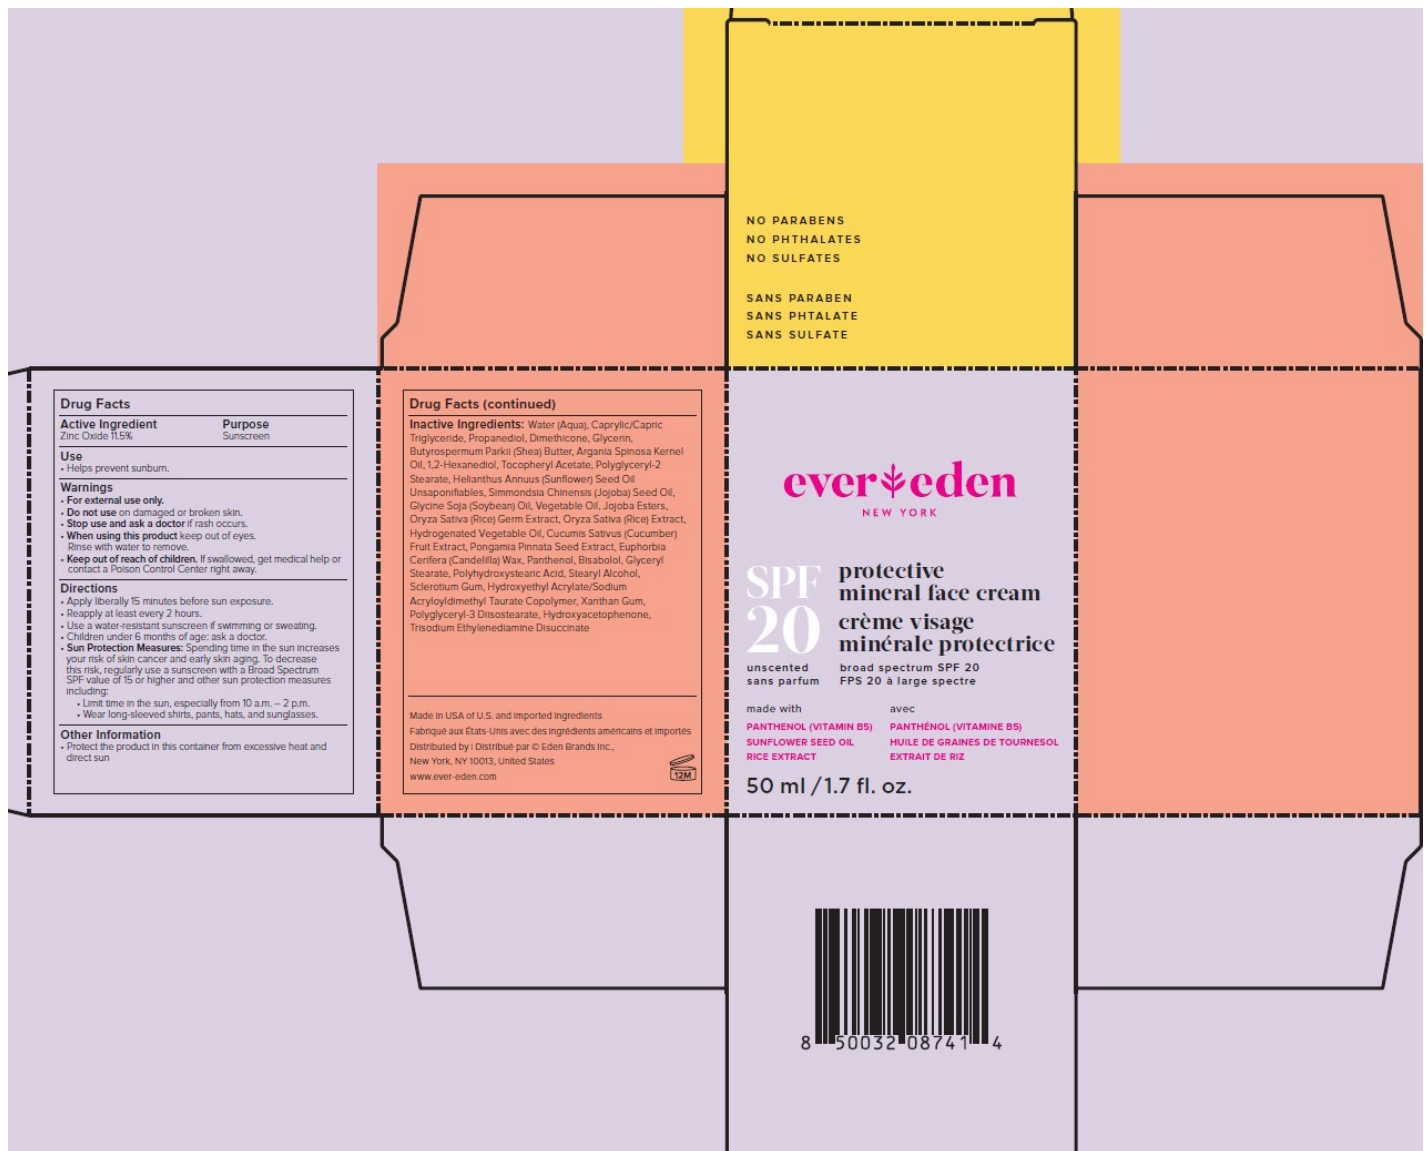 NO PARABENS
NO PHTHALATES
NO SULFATES
SANS PARABEN
SANS PHTALATE
SANS SULFATE
Drug Facts
Active Ingredient Purpose
Zinc Oxide 11.5% Sunscreen
Use
• Helps prevent sunburn.
Warnings
• For external use only.
• Do not use on damaged or broken skin.
• Stop use and ask a doctor if rash occurs.
• When using this product keep out of eyes.
Rinse with water to remove.
• Keep out of reach of children. If swallowed, get medical help or
contact a Poison Control Center right away.
Directions
• Apply liberally 15 minutes before sun exposure.
• Reapply at least every 2 hours.
• Use a water-resistant sunscreen if swimming or sweating.
• Children under 6 months of age: ask a doctor.
• Sun Protection Measures: Spending time in the sun increases
your risk of skin cancer and early skin aging. To decrease
this risk, regularly use a sunscreen with a Broad Spectrum
SPF value of 15 or higher and other sun protection measures
including:
• Limit time in the sun, especially from 10 a.m. – 2 p.m.
• Wear long-sleeved shirts, pants, hats, and sunglasses.
Other Information
• Protect the product in this container from excessive heat and
direct sun
Drug Facts (continued)
Inactive Ingredients: Water (Aqua), Caprylic/Capric
Triglyceride, Propanediol, Dimethicone, Glycerin,
Butyrospermum Parkii (Shea) Butter, Argania Spinosa Kernel
Oil, 1,2-Hexanediol, Tocopheryl Acetate, Polyglyceryl-2
Stearate, Helianthus Annuus (Sunflower) Seed Oil
Unsaponifiables, Simmondsia Chinensis (Jojoba) Seed Oil,
Glycine Soja (Soybean) Oil, Vegetable Oil, Jojoba Esters,
Oryza Sativa (Rice) Germ Extract, Oryza Sativa (Rice) Extract,
Hydrogenated Vegetable Oil, Cucumis Sativus (Cucumber)
Fruit Extract, Pongamia Pinnata Seed Extract, Euphorbia
Cerifera (Candelilla) Wax, Panthenol, Bisabolol, Glyceryl
Stearate, Polyhydroxystearic Acid, Stearyl Alcohol,
Sclerotium Gum, Hydroxyethyl Acrylate/Sodium
Acryloyldimethyl Taurate Copolymer, Xanthan Gum,
Polyglyceryl-3 Diisostearate, Hydroxyacetophenone,
Trisodium Ethylenediamine Disuccinate
Made in USA of U.S. and imported ingredients
Fabriqué aux États-Unis avec des ingrédients américains et importés
Distributed by | Distribué par © Eden Brands Inc.,
New York, NY 10013, United States
www.ever-eden.com
12M
ever eden
NEW YORK
SPF
20
protective
mineral face cream
crème visage
minérale protectrice
unscented broad spectrum SPF 20
sans parfum FPS 20 à large spectre
made with avec
PANTHENOL (VITAMIN B5) PANTHÉNOL (VITAMINE B5)
SUNFLOWER SEED OIL HUILE DE GRAINES DE TOURNESOL
RICE EXTRACT EXTRAIT DE RIZ
50 ml / 1.7 fl. oz.
8 50032 08741 4